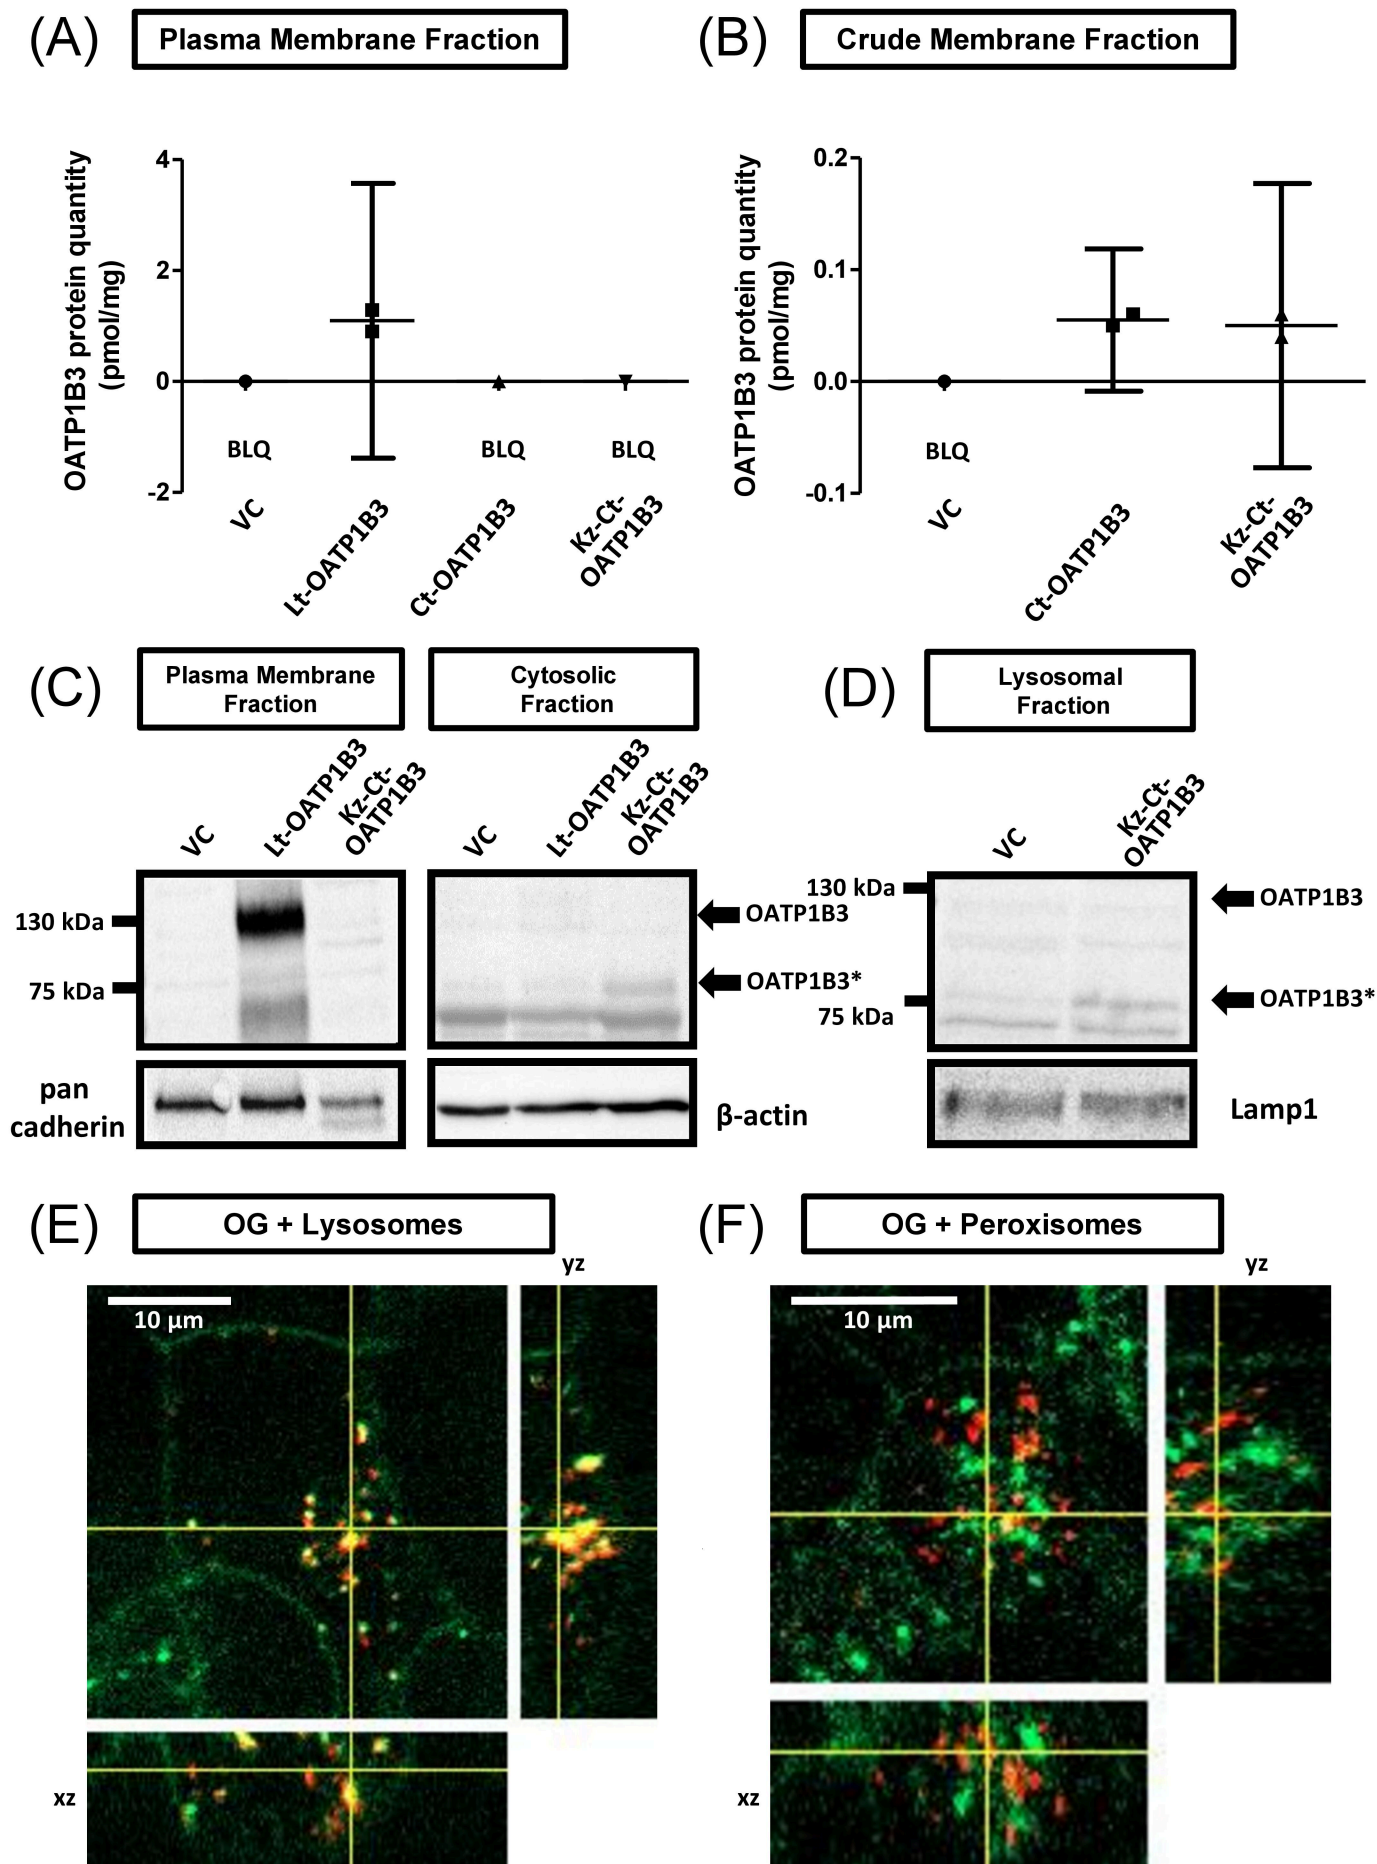 (A)
Plasma Membrane Fraction
(B)
Crude Membrane Fraction
OATP1B3 protein quantity
(pmol/mg)
4
2
0
-2
BLQ
BLQ
BLQ
VC
Lt-OATP1B3
Ct-OATP1B3
Kz-Ct-
OATP1B3
OATP1B3 protein quantity
(pmol/mg)
0.2
0.1
0.0
-0.1
BLQ
VC
Ct-OATP1B3
Kz-Ct-
OATP1B3
(C)
Plasma Membrane
Fraction
Cytosolic
Fraction
VC
Lt-OATP1B3
Kz-Ct-
OATP1B3
VC
Lt-OATP1B3
Kz-Ct-
OATP1B3
130 kDa
75 kDa
OATP1B3
OATP1B3*
pan
cadherin
β-actin
(D)
Lysosomal
Fraction
VC
Kz-Ct-
OATP1B3
130 kDa
75 kDa
OATP1B3
OATP1B3*
Lamp1
(E)
OG + Lysosomes
yz
10 μm
xz
(F)
OG + Peroxisomes
yz
10 μm
xz